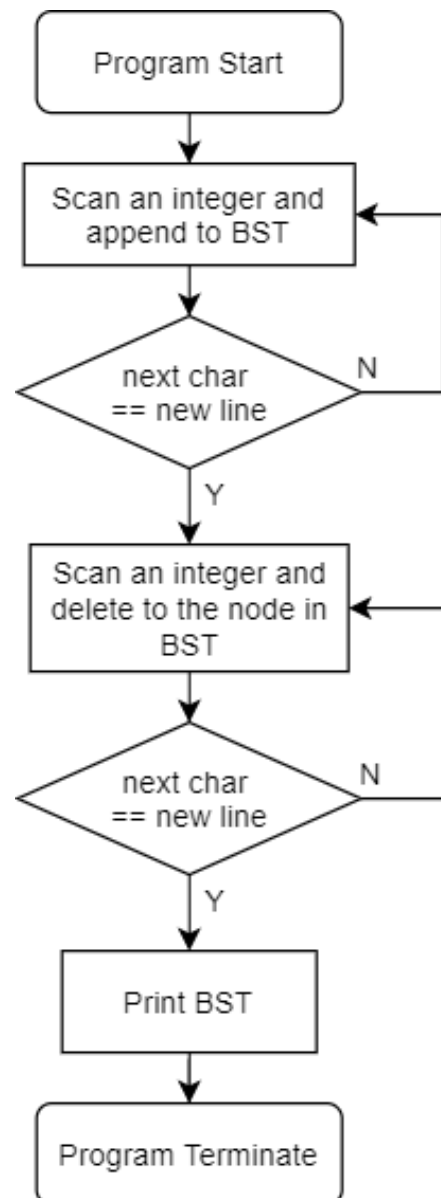 Program Start
Scan an integer and
append to BST
next char
== new line
N
Y
Scan an integer and
delete to the node in
BST
next char
== new line
N
Y
Print BST
Program Terminate